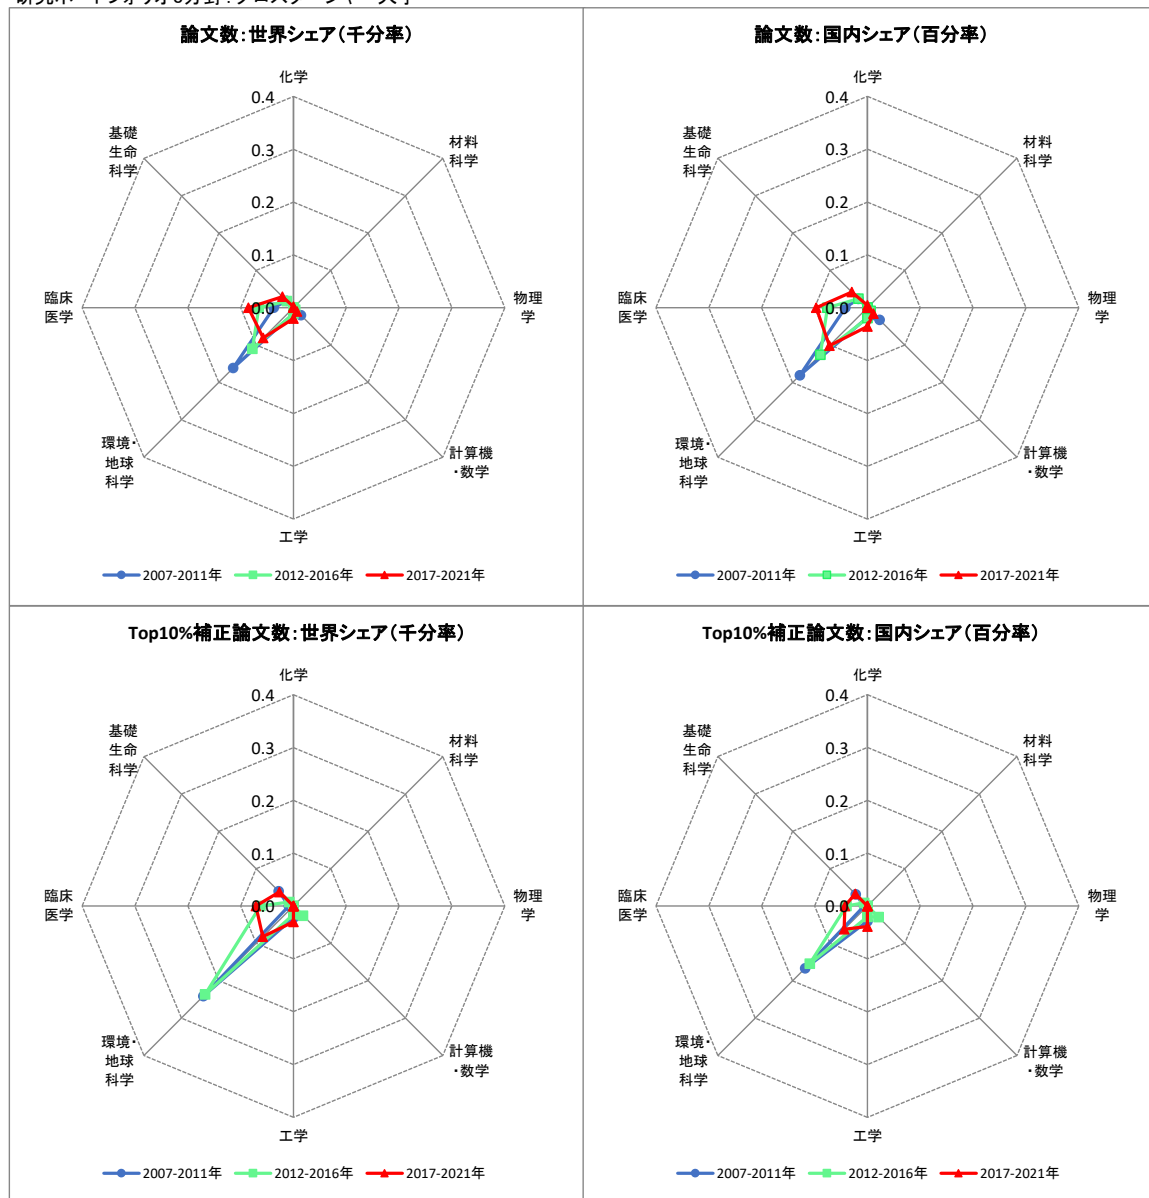 論文数:世界シェア(千分率)
化学
材料
科学
物理
学
計算機
・数学
工学
環境・
地球
科学
臨床
医学
基礎
生命
科学
0.4
0.3
0.2
0.1
0.0
2007-2011年
2012-2016年
2017-2021年
論文数:国内シェア(百分率)
化学
材料
科学
物理
学
計算機
・数学
工学
環境・
地球
科学
臨床
医学
基礎
生命
科学
0.4
0.3
0.2
0.1
0.0
2007-2011年
2012-2016年
2017-2021年
Top10%補正論文数:世界シェア(千分率)
化学
材料
科学
物理
学
計算機
・数学
工学
環境・
地球
科学
臨床
医学
基礎
生命
科学
0.4
0.3
0.2
0.1
0.0
2007-2011年
2012-2016年
2017-2021年
Top10%補正論文数:国内シェア(百分率)
化学
材料
科学
物理
学
計算機
・数学
工学
環境・
地球
科学
臨床
医学
基礎
生命
科学
0.4
0.3
0.2
0.1
0.0
2007-2011年
2012-2016年
2017-2021年